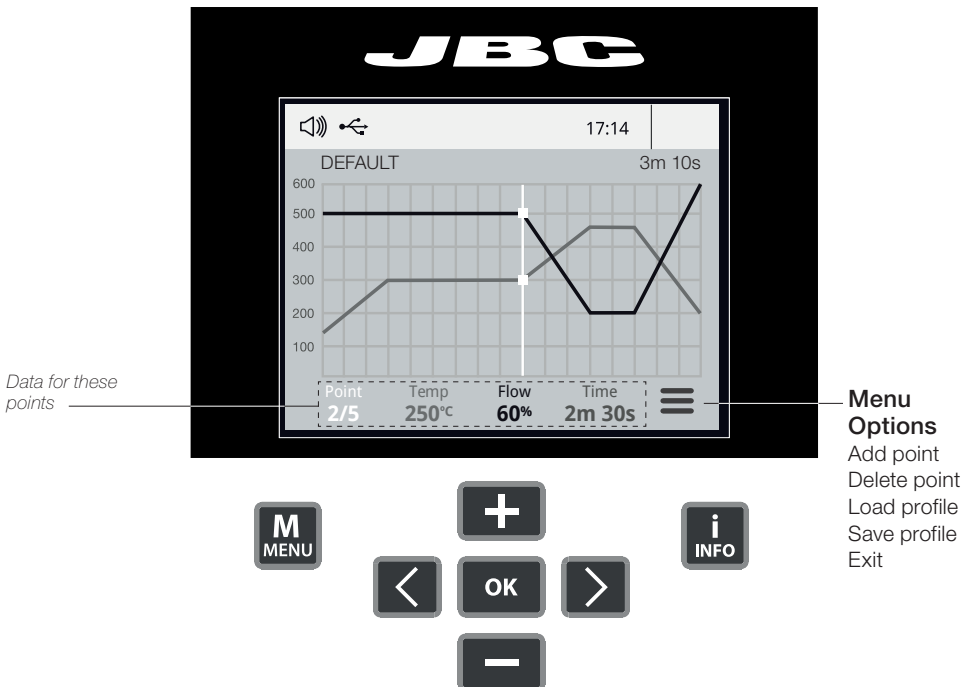 JBC
17:14
DEFAULT 3m 10s
600
500
400
300
200
100
Data for these
points
Point Temp Flow Time
2/5 250°C 60% 2m 30s
Menu
Options
Add point
Delete point
Load profile
Save profile
Exit
M
MENU
i
INFO
OK